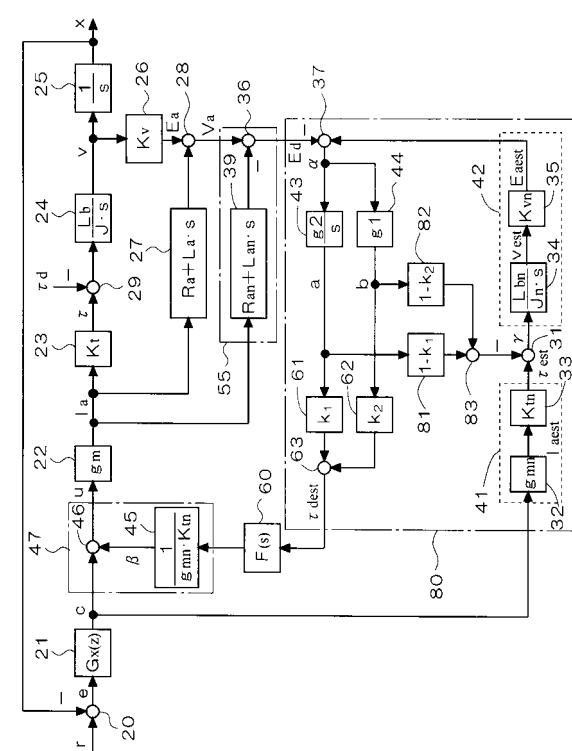 21
47
46
22
23
24
25
r
e
c
u
Ia
τ
τd
v
x
−
Gx(z)
gm
Kt
Lb
J·s
1
s
20
29
−
45
β
1
gmn·Ktn
27
Kv
26
Ra+La·s
Ea
28
Va
55
Ran+Lan·s
39
−
36
60
F(s)
τdest
61
k1
63
k2
62
a
g2
s
43
α
Ed
−
37
b
g1
44
81
1-k1
1-k2
82
83
−
80
41
gmn
32
Iaest
Ktn
33
τest
γ
31
Lbn
Jn·s
34
Vest
Kvn
35
Eaest
42